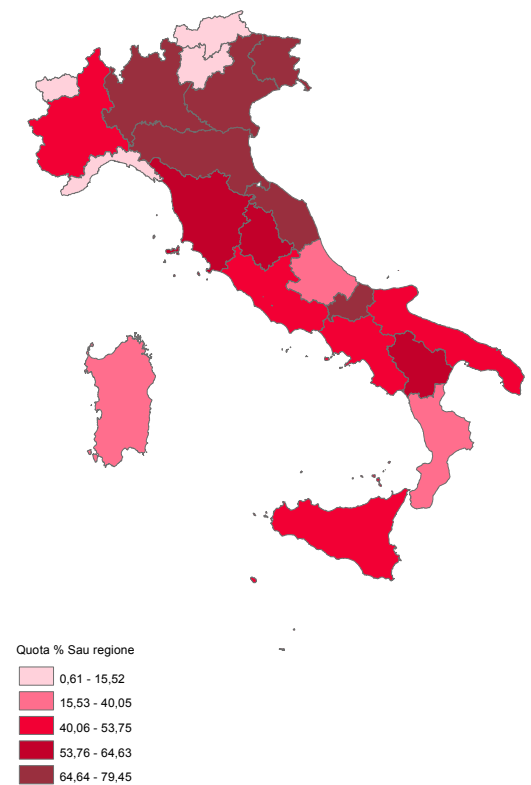 Quota % Sau regione
0,61 - 15,52
15,53 - 40,05
40,06 - 53,75
53,76 - 64,63
64,64 - 79,45